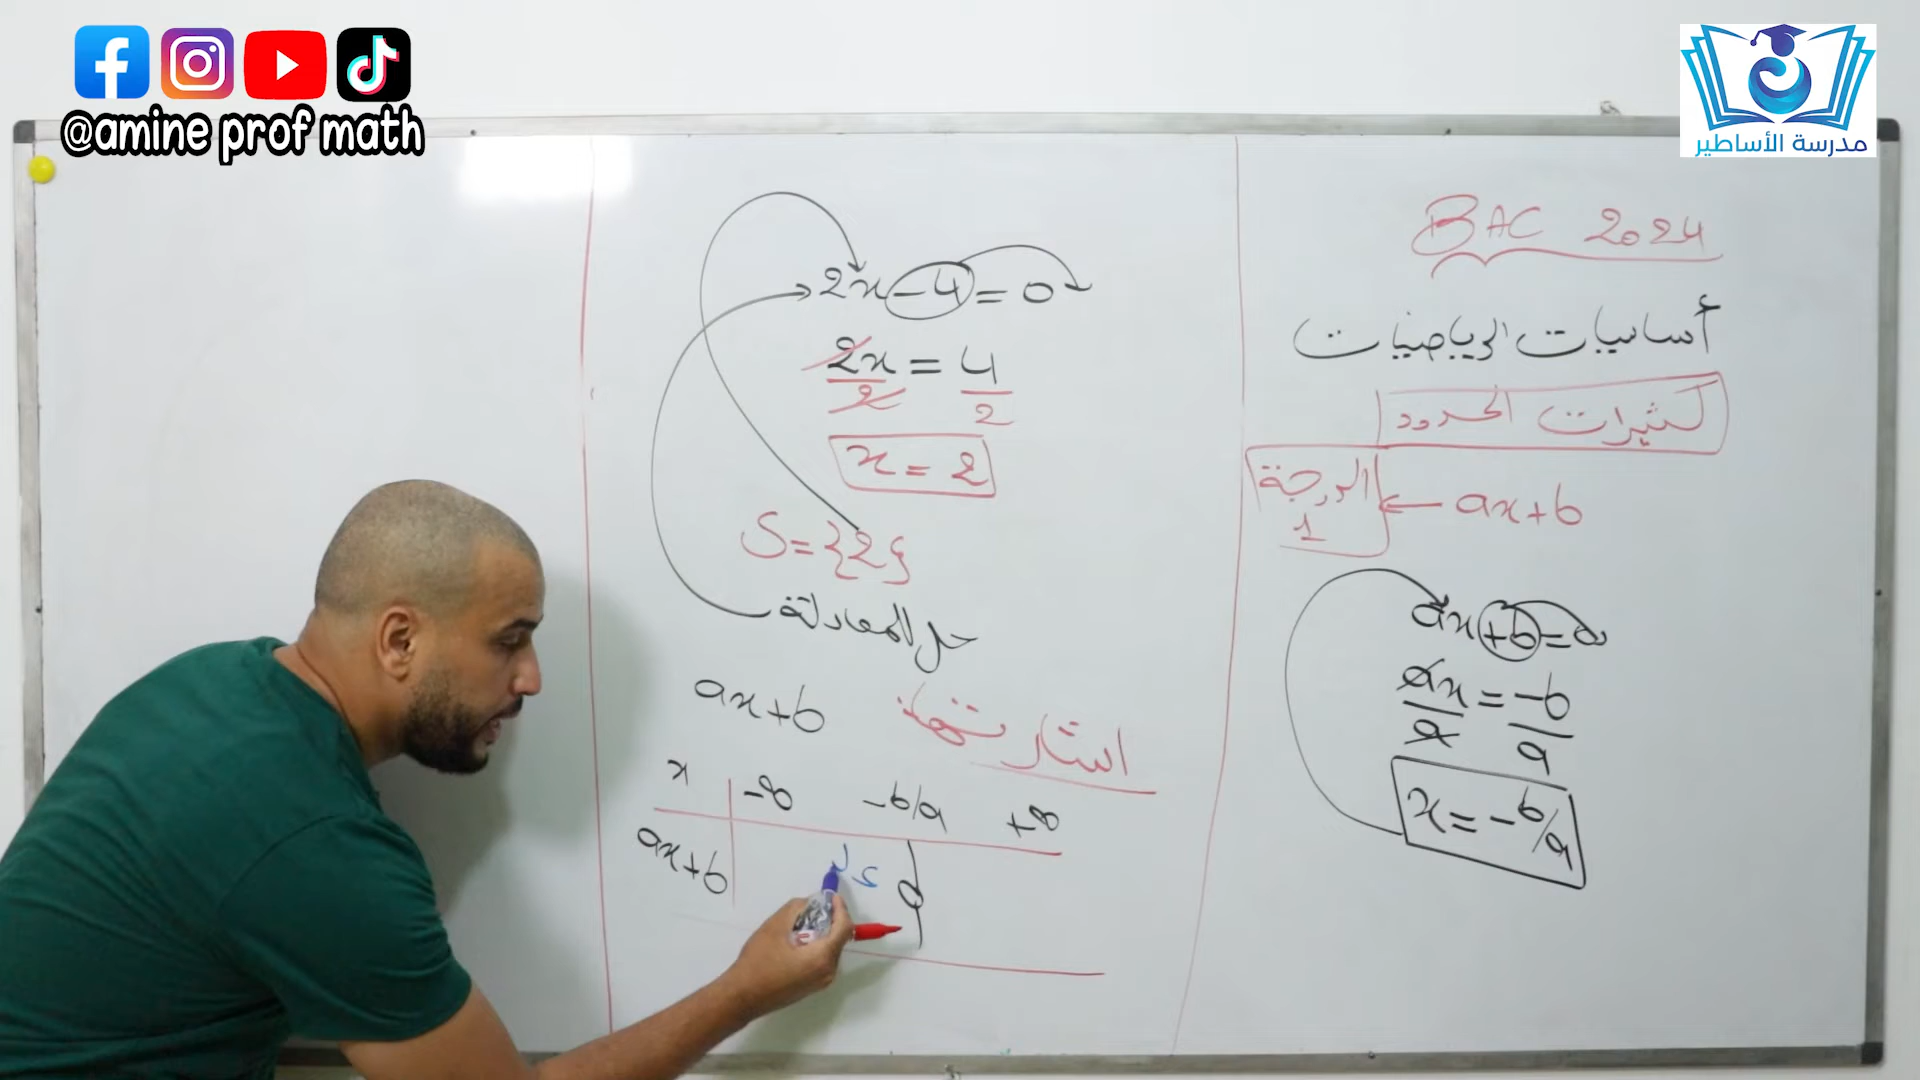 @amine prof math
مدرسة الأساطير
BAC 2024
أساسيات الرياضيات
كثيرات الحدود
ax+b
الدرجة
1
ax+b=0
ax/a = -b/a
x=-b/a
2x-4=0
2x/2 = 4/2
x=2
S={2}
حل المعادلة
ax+b
اشارتها:
x -∞ -b/a +∞
ax+b 0